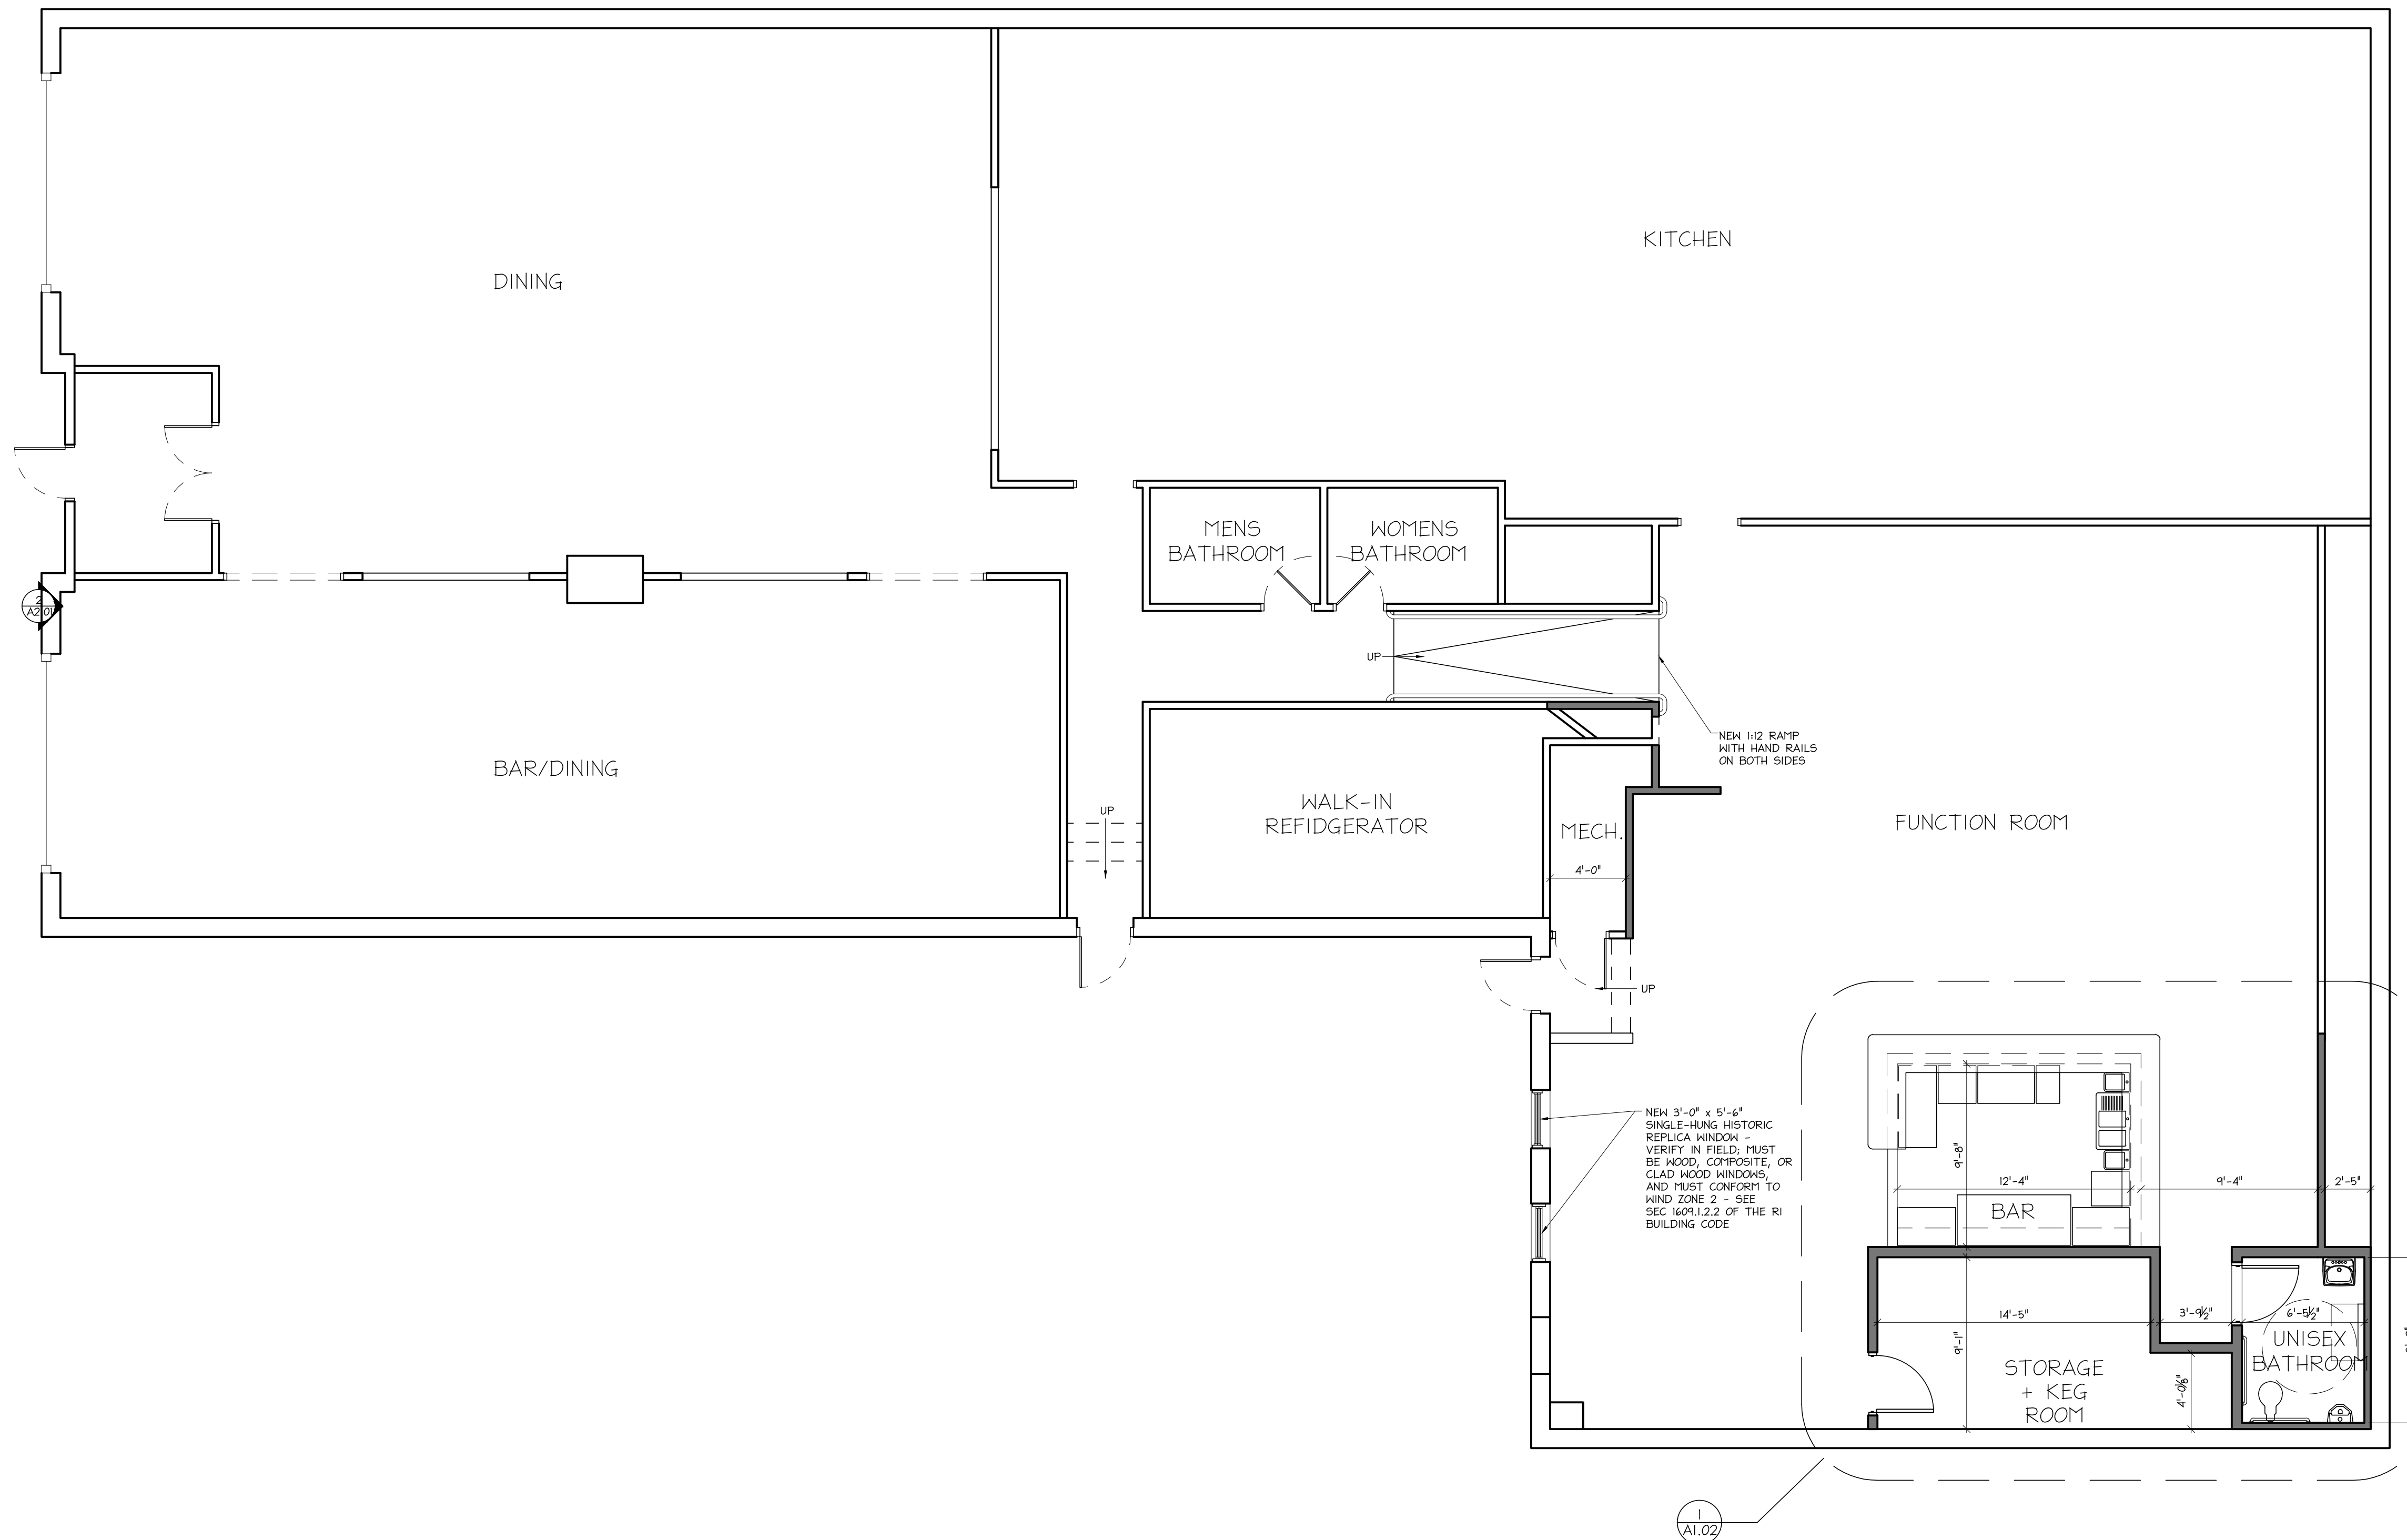 KITCHEN
DINING
MENS
BATHROOM
WOMENS
BATHROOM
2
A2.01
UP
NEW 1:12 RAMP
WITH HAND RAILS
ON BOTH SIDES
BAR/DINING
UP
WALK-IN
REFIDGERATOR
MECH.
4'-0"
FUNCTION ROOM
UP
NEW 3'-0" x 5'-6"
SINGLE-HUNG HISTORIC
REPLICA WINDOW -
VERIFY IN FIELD; MUST
BE WOOD, COMPOSITE, OR
CLAD WOOD WINDOWS,
AND MUST CONFORM TO
WIND ZONE 2 - SEE
SEC 1609.1.2.2 OF THE RI
BUILDING CODE
9'-8"
12'-4"
9'-4"
2'-5"
BAR
14'-5"
3'-9½"
6'-5½"
9'-1"
UNISEX
BATHROOM
STORAGE
+ KEG
ROOM
4'-0⅛"
1
A1.02